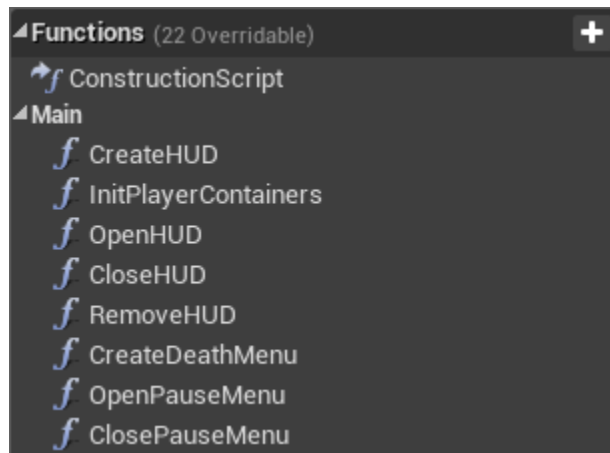 Functions (22 Overridable)
ConstructionScript
Main
CreateHUD
InitPlayerContainers
OpenHUD
CloseHUD
RemoveHUD
CreateDeathMenu
OpenPauseMenu
ClosePauseMenu